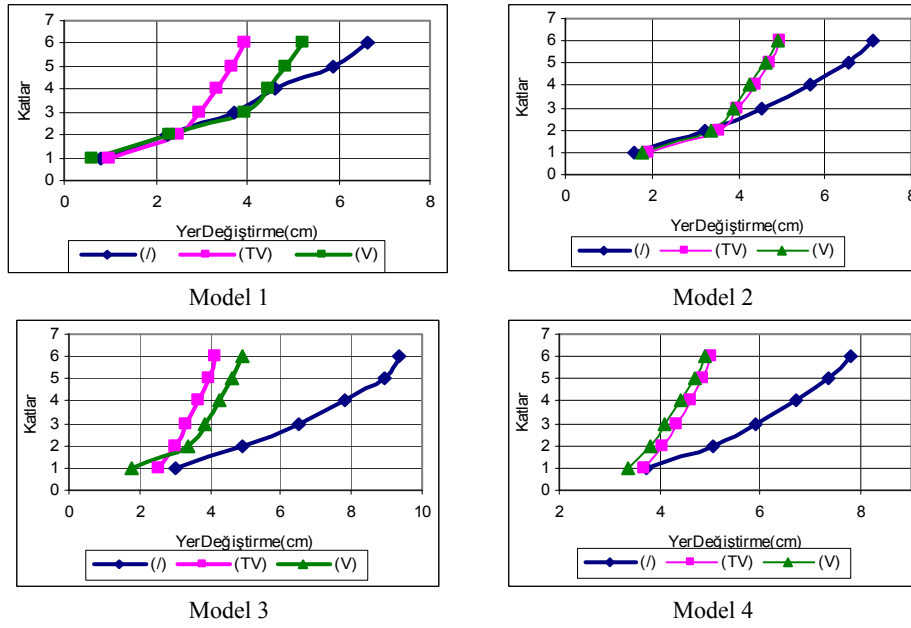 7
6
5
4
3
2
1
0
Katlar
0 2 4 6 8
YerDeğiştirme(cm)
(/) (TV) (V)
Model 1
7
6
5
4
3
2
1
0
Katlar
0 2 4 6 8
YerDeğiştirme(cm)
(/) (TV) (V)
Model 2
7
6
5
4
3
2
1
0
Katlar
0 2 4 6 8 10
YerDeğiştirme(cm)
(/) (TV) (V)
Model 3
7
6
5
4
3
2
1
0
Katlar
2 4 6 8
YerDeğiştirme(cm)
(/) (TV) (V)
Model 4